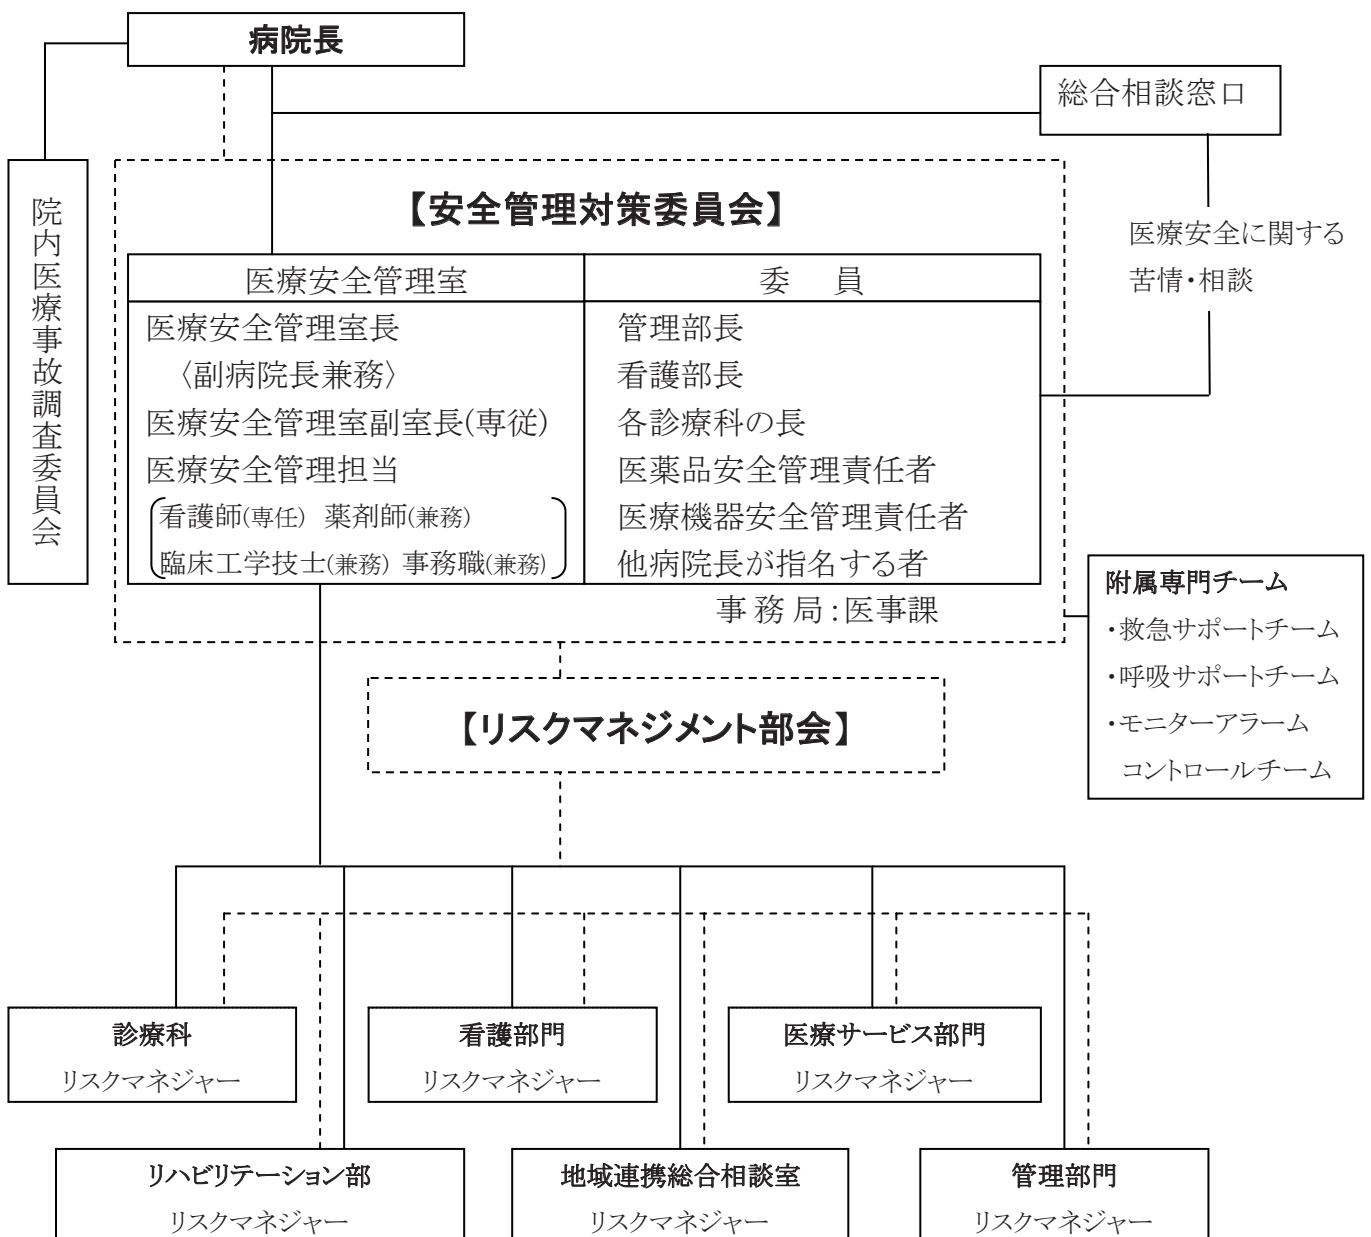 病院長
総合相談窓口
院内医療事故調査委員会
【安全管理対策委員会】
医療安全に関する
苦情・相談
医療安全管理室
委　員
医療安全管理室長
〈副病院長兼務〉
医療安全管理室副室長(専従)
医療安全管理担当
看護師(専任) 薬剤師(兼務)
臨床工学技士(兼務) 事務職(兼務)
管理部長
看護部長
各診療科の長
医薬品安全管理責任者
医療機器安全管理責任者
他病院長が指名する者
事務局：医事課
附属専門チーム
・救急サポートチーム
・呼吸サポートチーム
・モニターアラーム
コントロールチーム
【リスクマネジメント部会】
診療科
リスクマネジャー
看護部門
リスクマネジャー
医療サービス部門
リスクマネジャー
リハビリテーション部
リスクマネジャー
地域連携総合相談室
リスクマネジャー
管理部門
リスクマネジャー